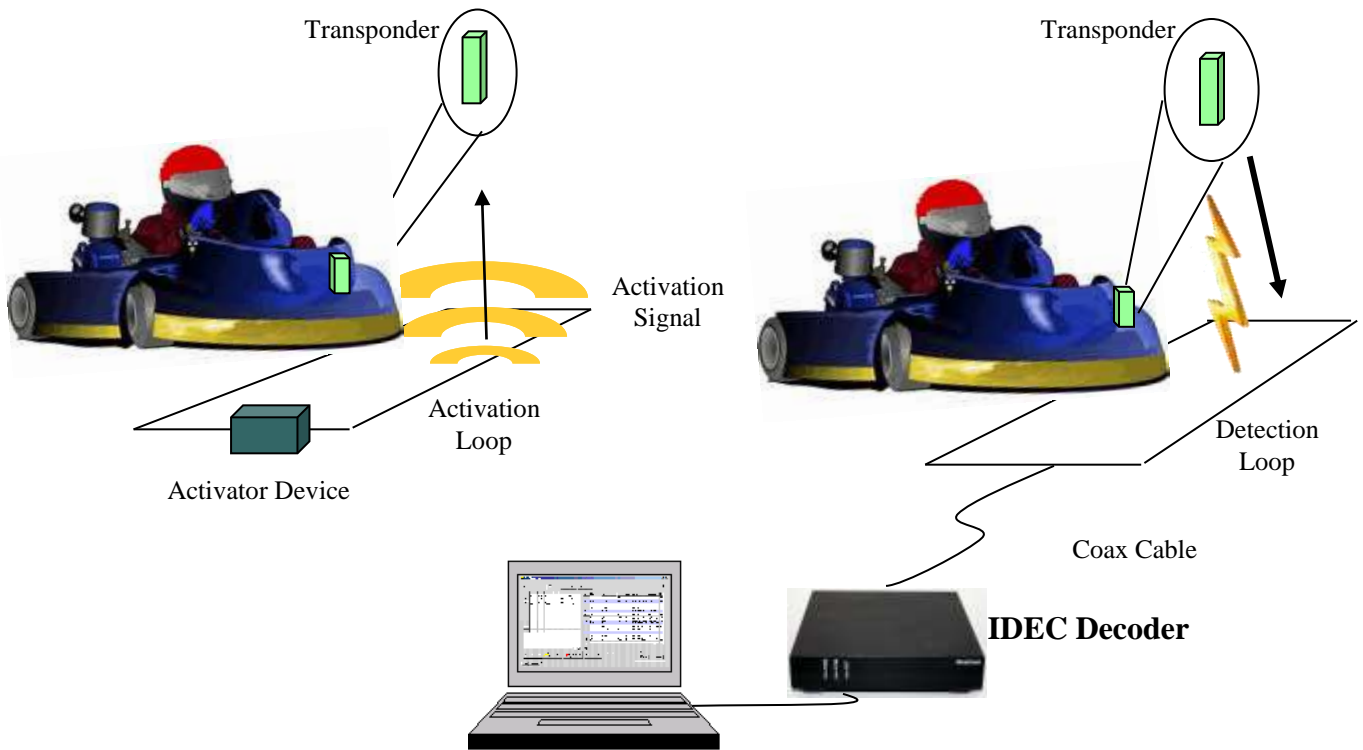 Transponder
Transponder
Activation
Signal
Activation
Loop
Detection
Loop
Activator Device
Coax Cable
IDEC Decoder